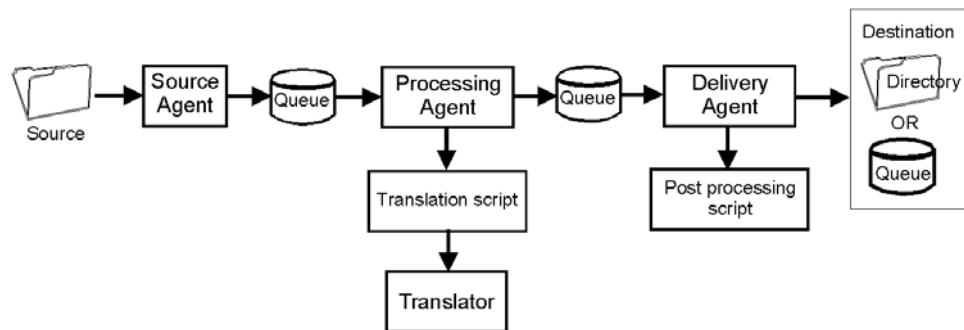 Source
Source
Agent
Queue
Processing
Agent
Queue
Delivery
Agent
Destination
Directory
OR
Queue
Translation script
Post processing
script
Translator